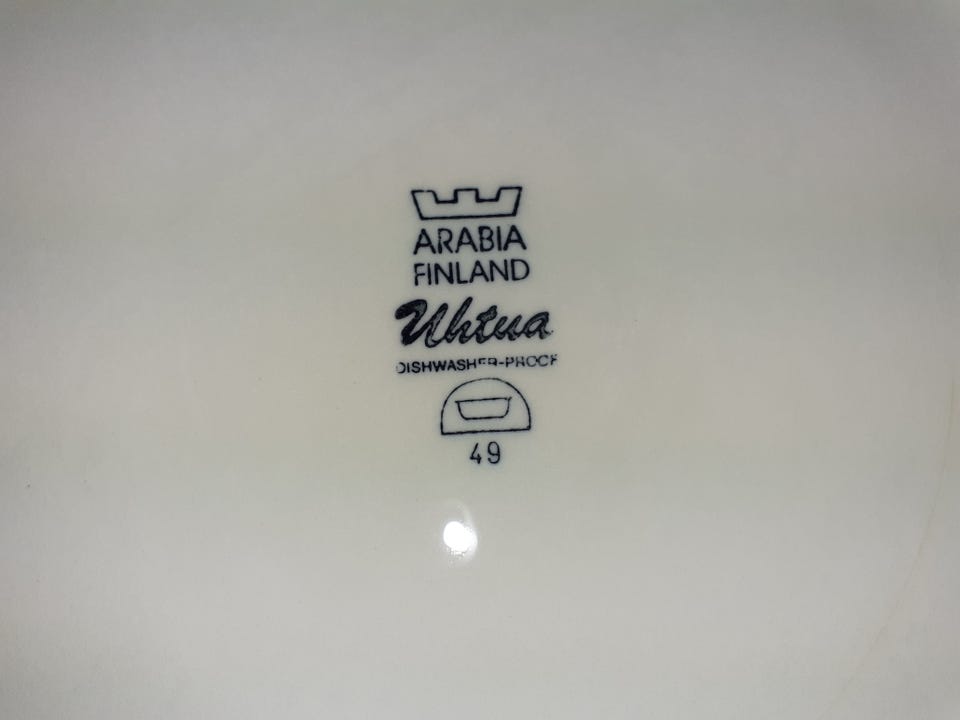 ARABIA
FINLAND
Uhtua
DISHWASHER-PROOF
49